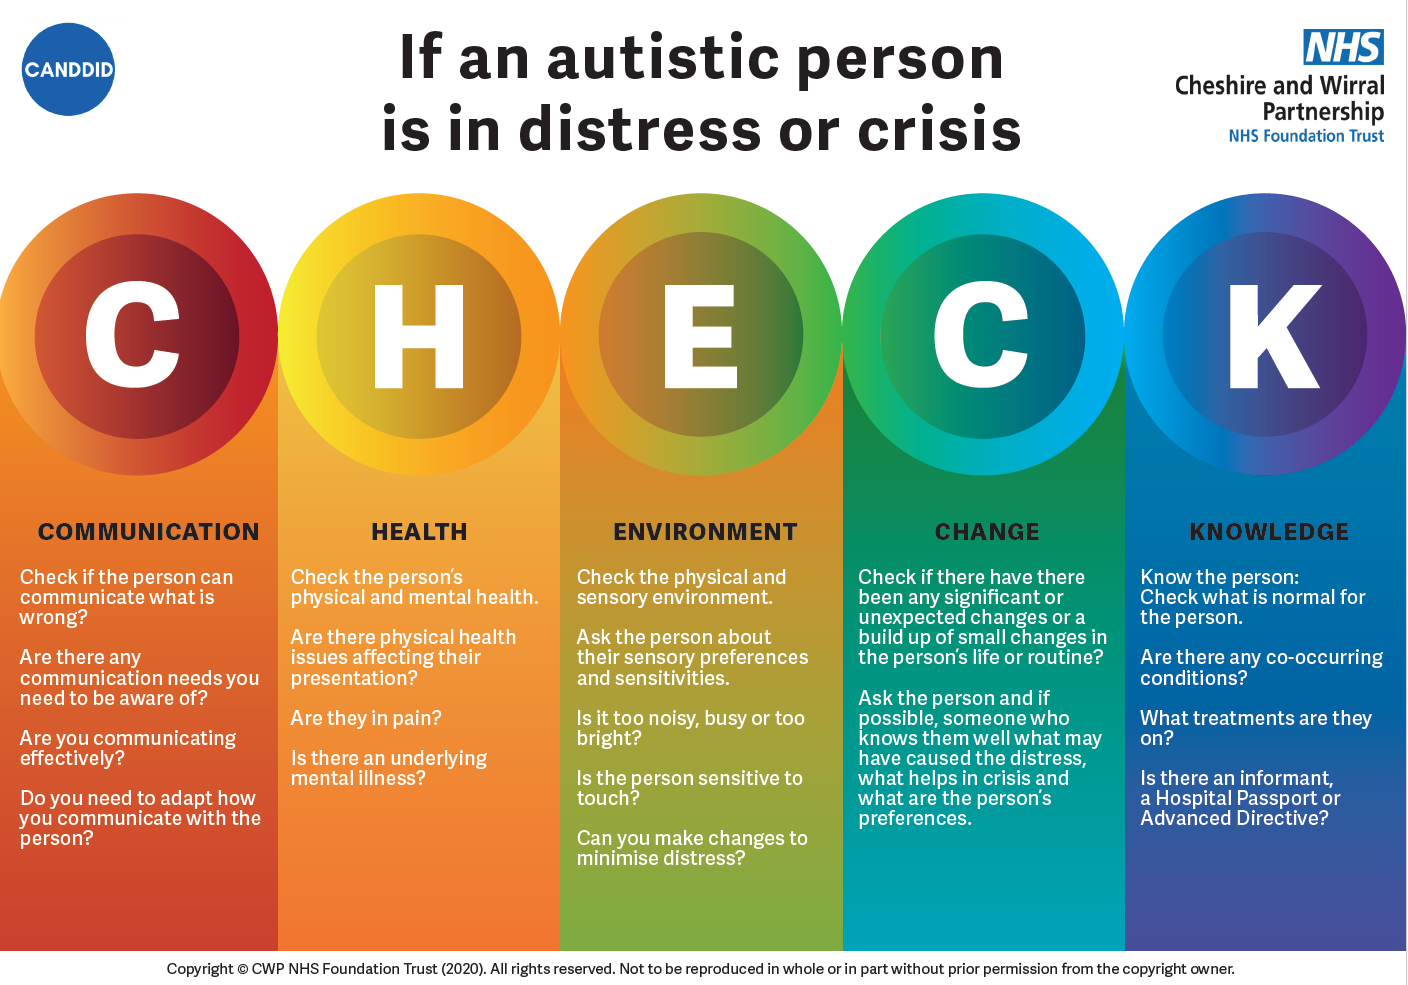 CANDDID
If an autistic person
is in distress or crisis
NHS
Cheshire and Wirral
Partnership
NHS Foundation Trust
C
H
E
C
K
COMMUNICATION
Check if the person can
communicate what is
wrong?
Are there any
communication needs you
need to be aware of?
Are you communicating
effectively?
Do you need to adapt how
you communicate with the
person?
HEALTH
Check the person's
physical and mental health.
Are there physical health
issues affecting their
presentation?
Are they in pain?
Is there an underlying
mental illness?
ENVIRONMENT
Check the physical and
sensory environment.
Ask the person about
their sensory preferences
and sensitivities.
Is it too noisy, busy or too
bright?
Is the person sensitive to
touch?
Can you make changes to
minimise distress?
CHANGE
Check if there have there
been any significant or
unexpected changes or a
build up of small changes in
the person's life or routine?
Ask the person and if
possible, someone who
knows them well what may
have caused the distress,
what helps in crisis and
what are the person's
preferences.
KNOWLEDGE
Know the person:
Check what is normal for
the person.
Are there any co-occurring
conditions?
What treatments are they
on?
Is there an informant,
a Hospital Passport or
Advanced Directive?
Copyright © CWP NHS Foundation Trust (2020). All rights reserved. Not to be reproduced in whole or in part without prior permission from the copyright owner.